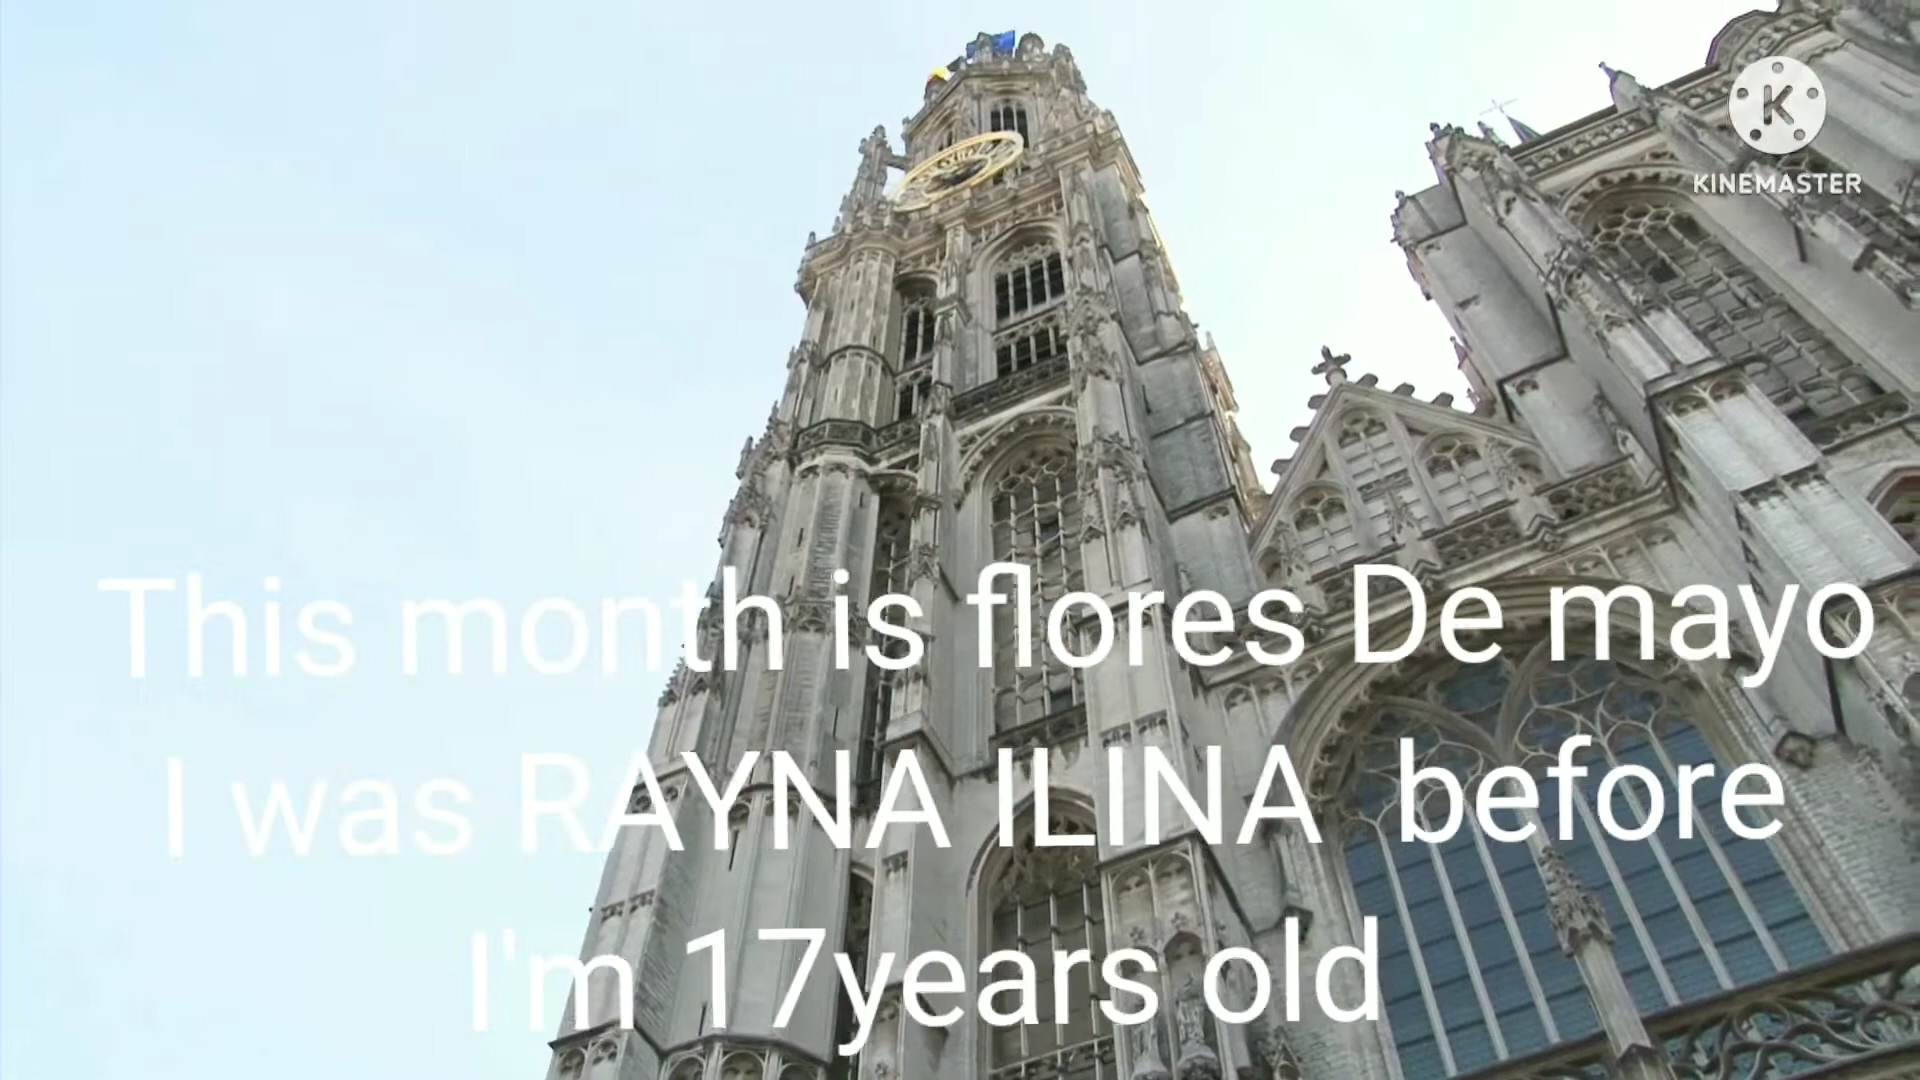 KINEMASTER
This month is flores De mayo
I was RAYNA ILINA before
I'm 17years old